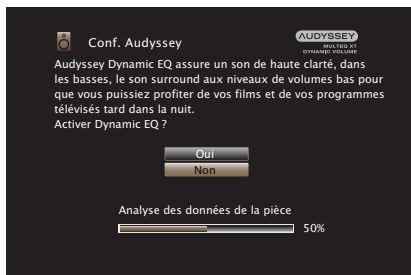 Conf. Audyssey
AUDYSSEY
MULTEQ XT
DYNAMIC VOLUME
Audyssey Dynamic EQ assure un son de haute clarté, dans
les basses, le son surround aux niveaux de volumes bas pour
que vous puissiez profiter de vos films et de vos programmes
télévisés tard dans la nuit.
Activer Dynamic EQ ?
Oui
Non
Analyse des données de la pièce
50%